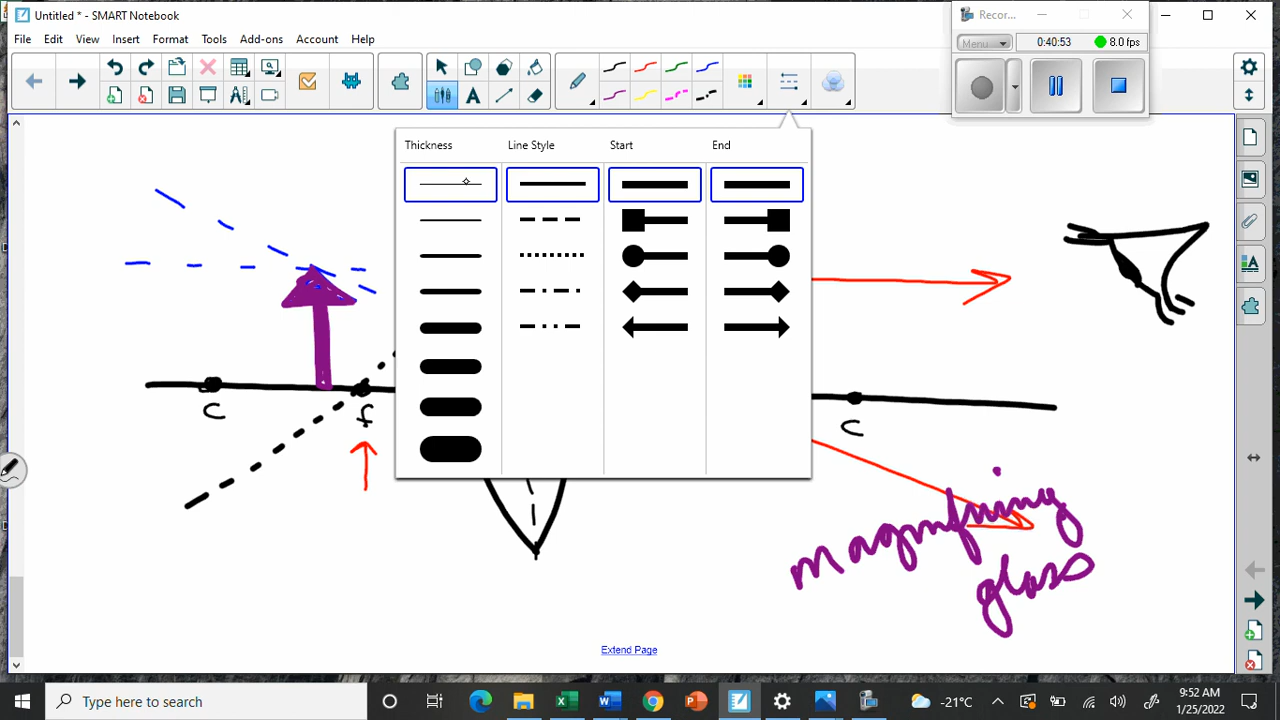 Untitled * - SMART Notebook
Recor...
File Edit View Insert Format Tools Add-ons Account Help
Menu 0:40:53 8.0 fps
Thickness Line Style Start End
C
f
C
magnifying
glass
Extend Page
Type here to search
-21°C
9:52 AM
1/25/2022